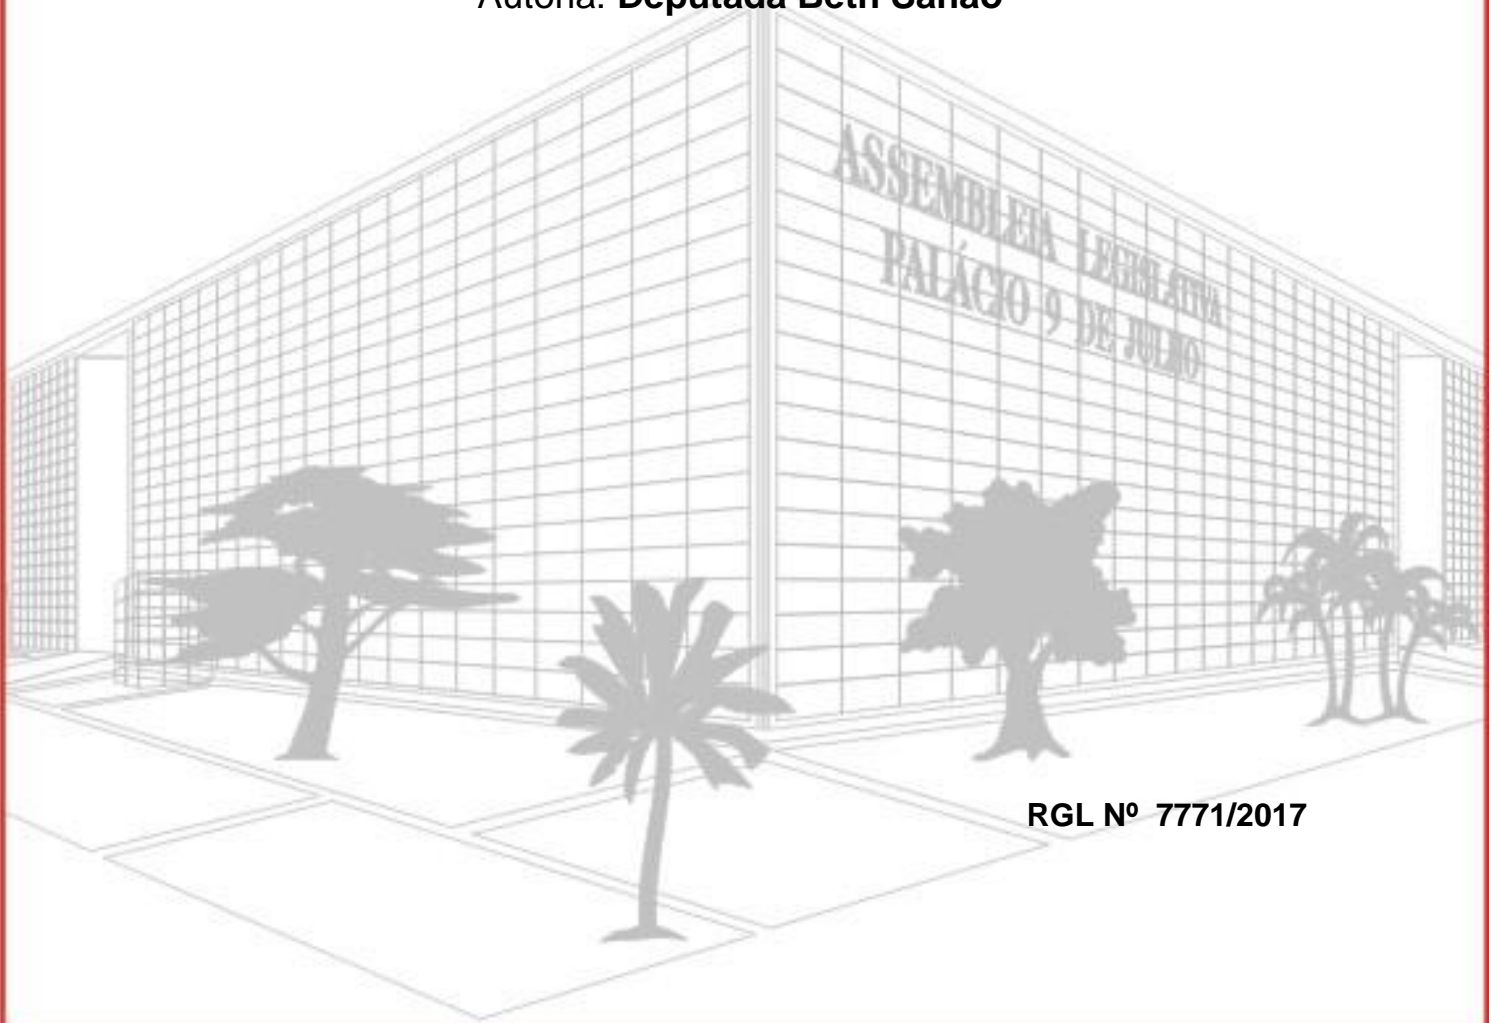 Autoria: Deputada Beth Sahão
ASSEMBLEIA LEGISLATIVA
PALÁCIO 9 DE JULHO
RGL Nº 7771/2017